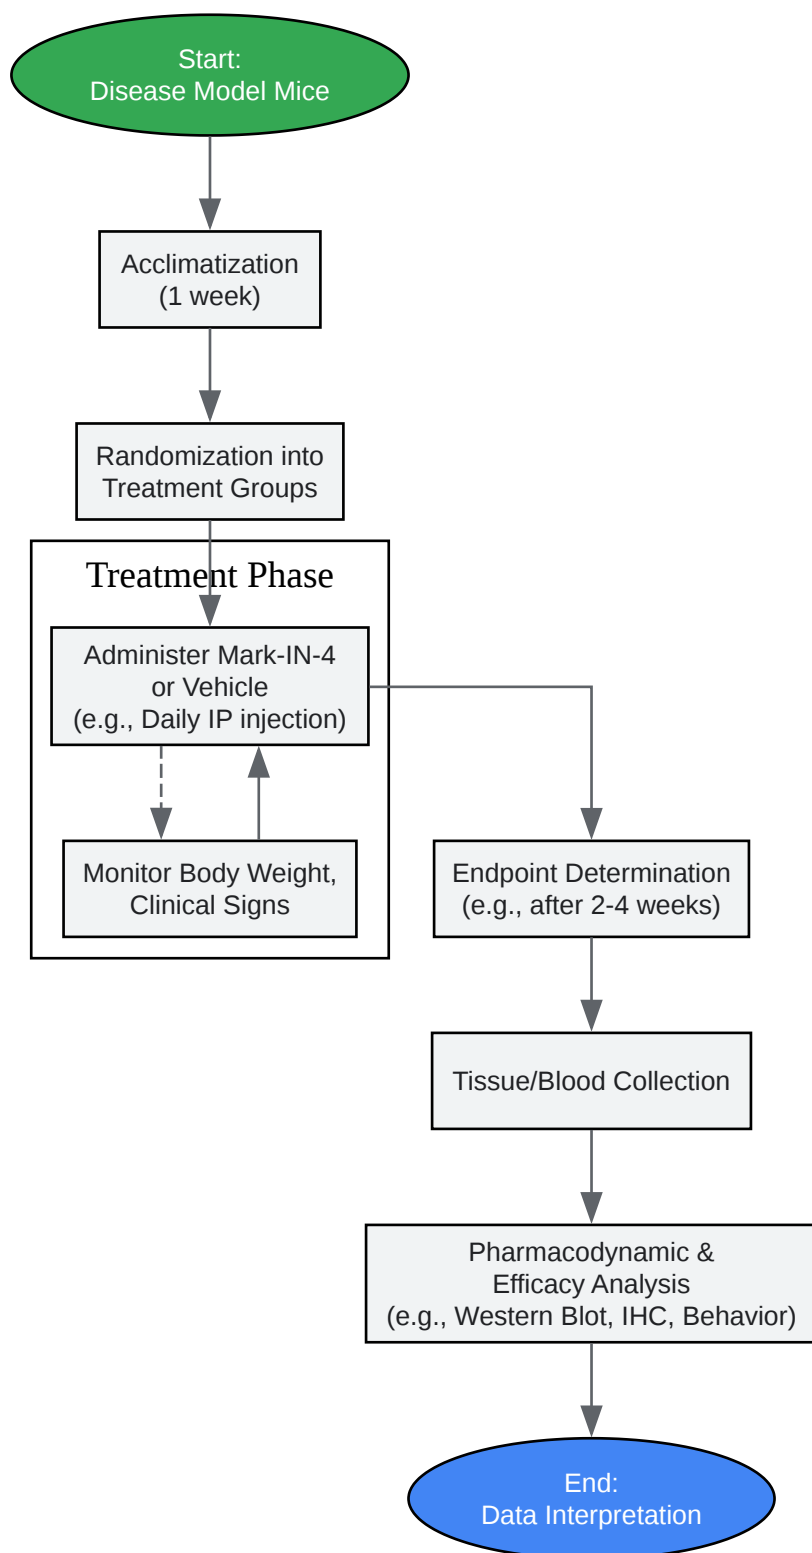 Start:
Disease Model Mice
Acclimatization
(1 week)
Randomization into
Treatment Groups
Treatment Phase
Administer Mark-IN-4
or Vehicle
(e.g., Daily IP injection)
Monitor Body Weight,
Clinical Signs
Endpoint Determination
(e.g., after 2-4 weeks)
Tissue/Blood Collection
Pharmacodynamic &
Efficacy Analysis
(e.g., Western Blot, IHC, Behavior)
End:
Data Interpretation